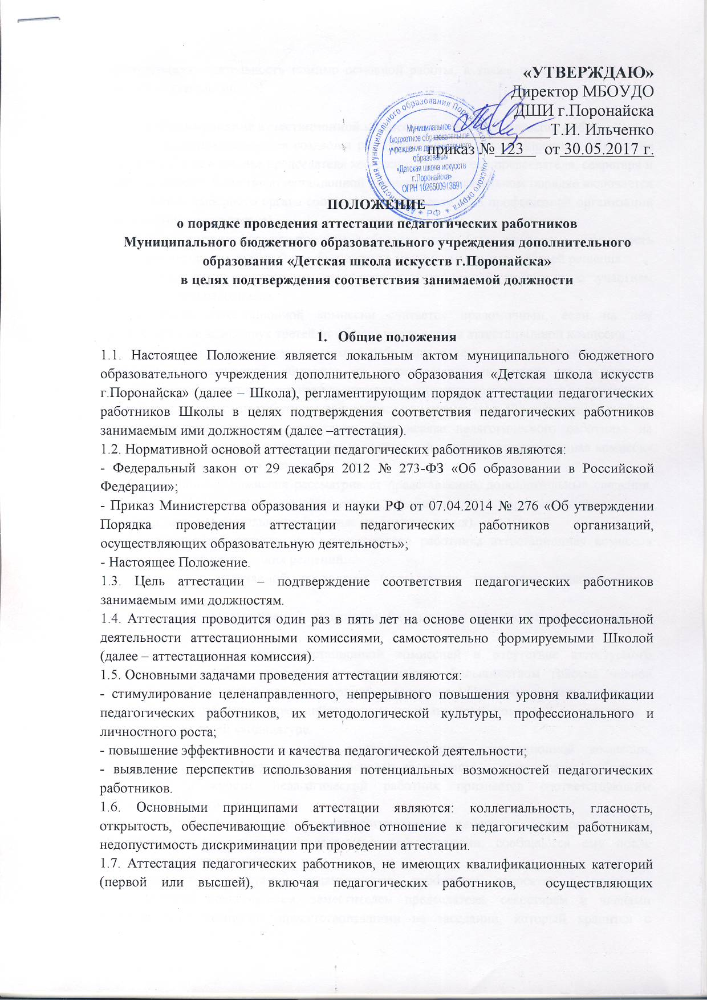 «УТВЕРЖДАЮ»
Директор МБОУДО
ДШИ г.Поронайска
____________Т.И. Ильченко
приказ № 123 от 30.05.2017 г.
Администрация муниципального образования Поронайского городского округа * РФ *
Муниципальное
бюджетное образовательное
учреждение дополнительного
образования
«Детская школа искусств
г.Поронайска»
ОГРН 1026500913691
ПОЛОЖЕНИЕ
о порядке проведения аттестации педагогических работников
Муниципального бюджетного образовательного учреждения дополнительного
образования «Детская школа искусств г.Поронайска»
в целях подтверждения соответствия занимаемой должности
1. Общие положения
1.1. Настоящее Положение является локальным актом муниципального бюджетного
образовательного учреждения дополнительного образования «Детская школа искусств
г.Поронайска» (далее – Школа), регламентирующим порядок аттестации педагогических
работников Школы в целях подтверждения соответствия педагогических работников
занимаемым ими должностям (далее –аттестация).
1.2. Нормативной основой аттестации педагогических работников являются:
- Федеральный закон от 29 декабря 2012 № 273-ФЗ «Об образовании в Российской
Федерации»;
- Приказ Министерства образования и науки РФ от 07.04.2014 № 276 «Об утверждении
Порядка проведения аттестации педагогических работников организаций,
осуществляющих образовательную деятельность»;
- Настоящее Положение.
1.3. Цель аттестации – подтверждение соответствия педагогических работников
занимаемым ими должностям.
1.4. Аттестация проводится один раз в пять лет на основе оценки их профессиональной
деятельности аттестационными комиссиями, самостоятельно формируемыми Школой
(далее – аттестационная комиссия).
1.5. Основными задачами проведения аттестации являются:
- стимулирование целенаправленного, непрерывного повышения уровня квалификации
педагогических работников, их методологической культуры, профессионального и
личностного роста;
- повышение эффективности и качества педагогической деятельности;
- выявление перспектив использования потенциальных возможностей педагогических
работников.
1.6. Основными принципами аттестации являются: коллегиальность, гласность,
открытость, обеспечивающие объективное отношение к педагогическим работникам,
недопустимость дискриминации при проведении аттестации.
1.7. Аттестация педагогических работников, не имеющих квалификационных категорий
(первой или высшей), включая педагогических работников, осуществляющих